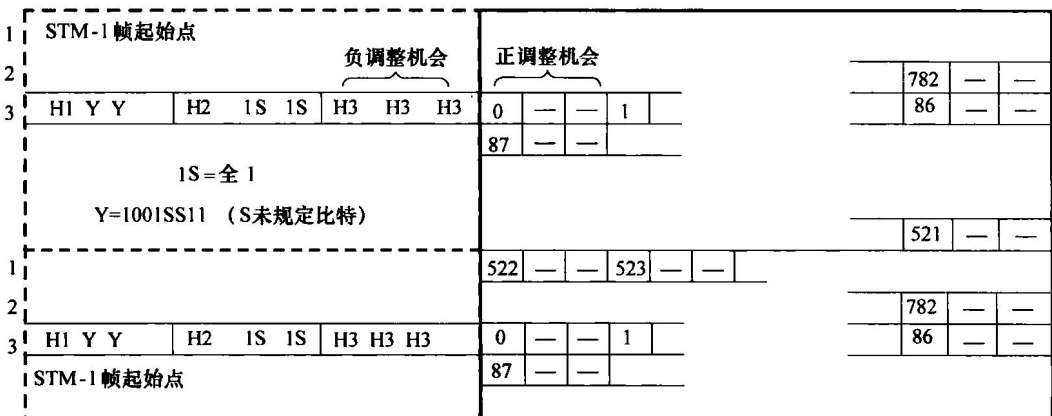 1 STM-1帧起始点
负调整机会 正调整机会
2 782 — —
3 H1 Y Y H2 1S 1S H3 H3 H3 0 — — 1 86 — —
87 — —
1S=全 1
Y=1001SS11 (S未规定比特)
521 — —
1 522 — — 523 — —
2 782 — —
3 H1 Y Y H2 1S 1S H3 H3 H3 0 — — 1 86 — —
STM-1帧起始点 87 — —